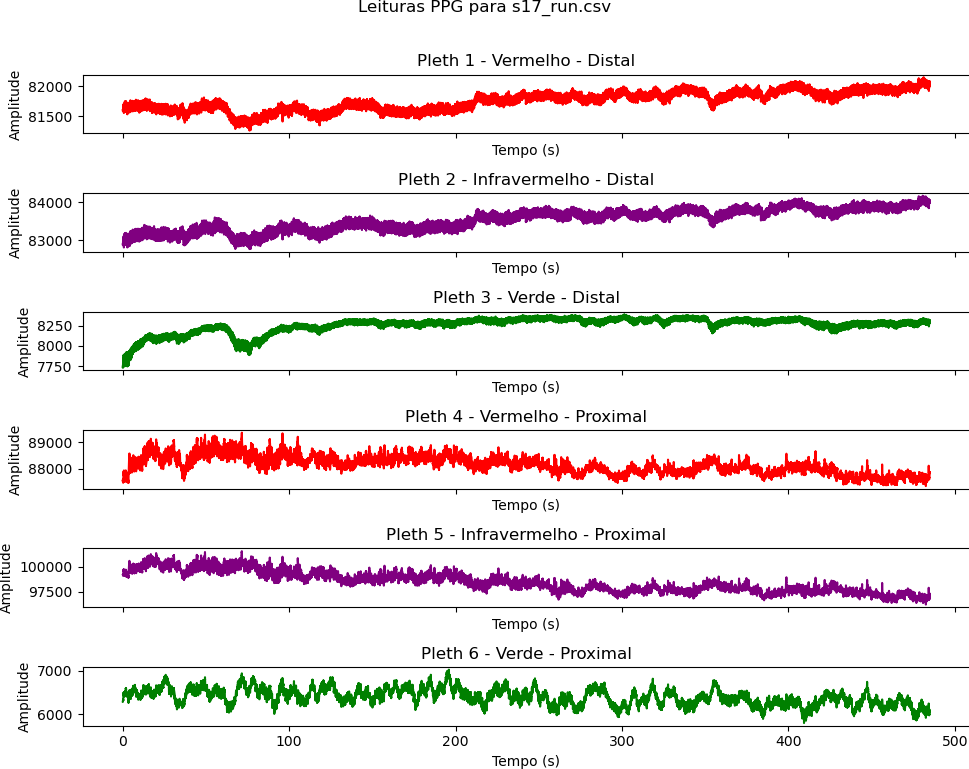 Leituras PPG para s17_run.csv
Pleth 1 - Vermelho - Distal
Amplitude
82000
81500
Tempo (s)
Pleth 2 - Infravermelho - Distal
Amplitude
84000
83000
Tempo (s)
Pleth 3 - Verde - Distal
Amplitude
8250
8000
7750
Tempo (s)
Pleth 4 - Vermelho - Proximal
Amplitude
89000
88000
Tempo (s)
Pleth 5 - Infravermelho - Proximal
Amplitude
100000
97500
Tempo (s)
Pleth 6 - Verde - Proximal
Amplitude
7000
6000
0 100 200 300 400 500
Tempo (s)